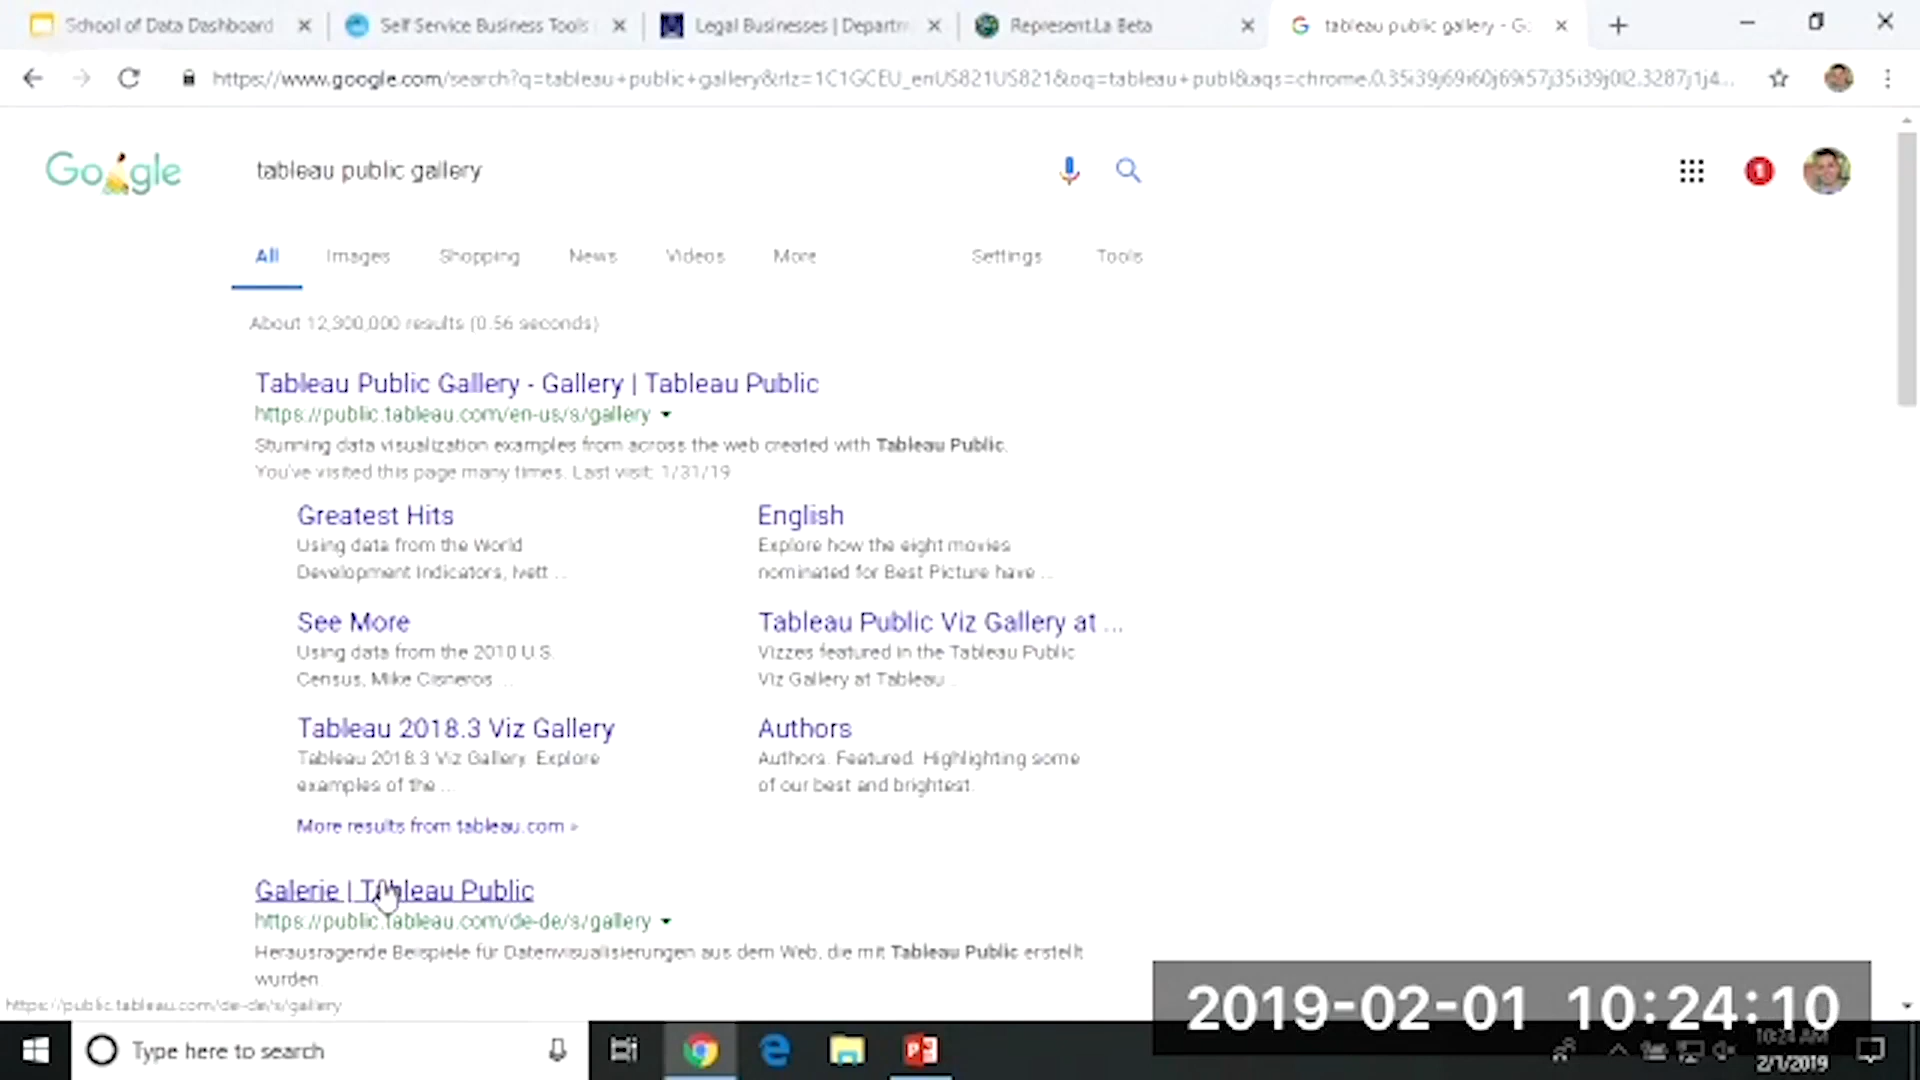 School of Data Dashboard
Self Service Business Tools
Legal Businesses | Departm
Represent.La Beta
tableau public gallery - Go
https://www.google.com/search?q=tableau+public+gallery&rlz=1C1GCEU_enUS821US821&oq=tableau+publ&aqs=chrome.0.35i39j69i60j69i57j35i39j0l2.3287j1j4...
Google
tableau public gallery
1
All
Images
Shopping
News
Videos
More
Settings
Tools
About 12,300,000 results (0.56 seconds)
Tableau Public Gallery - Gallery | Tableau Public
https://public.tableau.com/en-us/s/gallery
Stunning data visualization examples from across the web created with Tableau Public.
You've visited this page many times. Last visit: 1/31/19
Greatest Hits
Using data from the World
Development Indicators, Ivett ...
English
Explore how the eight movies
nominated for Best Picture have ...
See More
Using data from the 2010 U.S.
Census, Mike Cisneros ...
Tableau Public Viz Gallery at ...
Vizzes featured in the Tableau Public
Viz Gallery at Tableau ...
Tableau 2018.3 Viz Gallery
Tableau 2018.3 Viz Gallery. Explore
examples of the ...
Authors
Authors. Featured. Highlighting some
of our best and brightest.
More results from tableau.com »
Galerie | Tableau Public
https://public.tableau.com/de-de/s/gallery
Herausragende Beispiele für Datenvisualisierungen aus dem Web, die mit Tableau Public erstellt
wurden.
https://public.tableau.com/de-de/s/gallery
2019-02-01 10:24:10
Type here to search
10:24 AM
2/1/2019